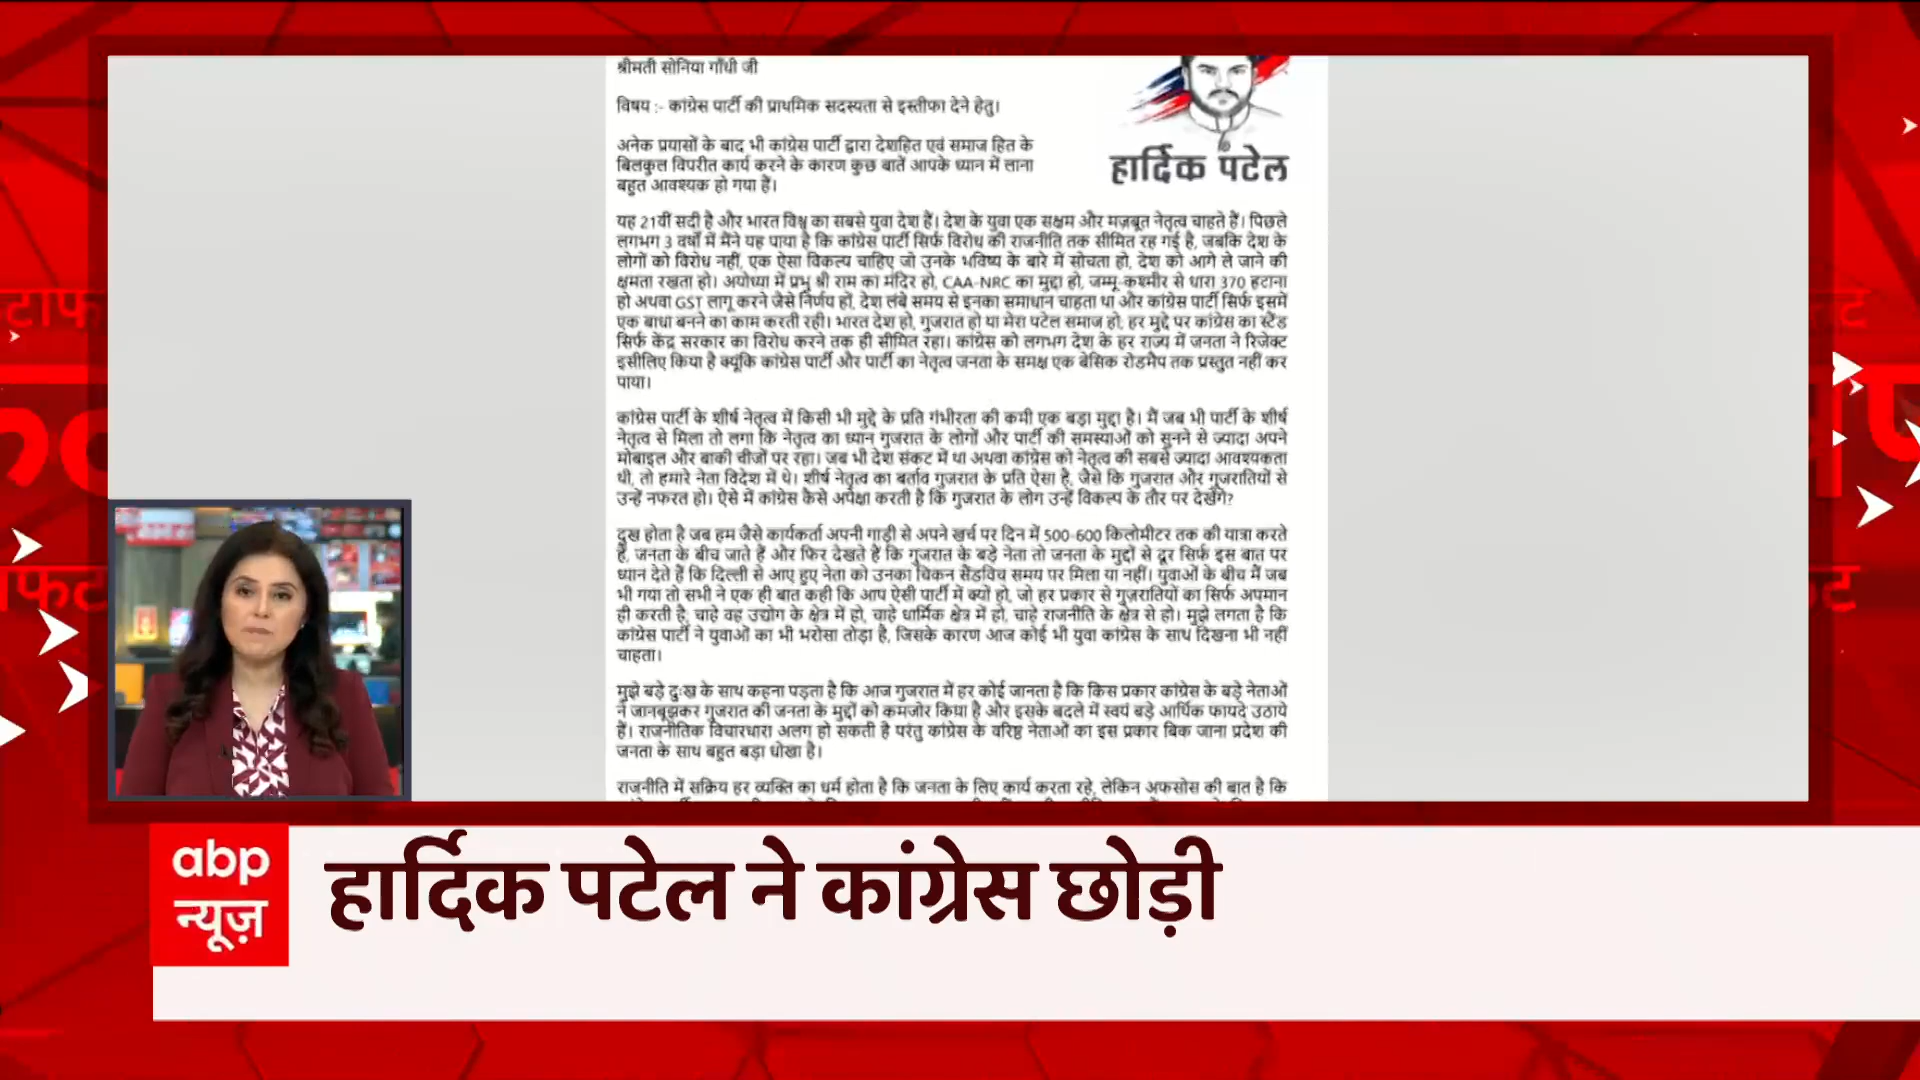 श्रीमती सोनिया गाँधी जी
विषय :- कांग्रेस पार्टी की प्राथमिक सदस्यता से इस्तीफा देने हेतु।
अनेक प्रयासों के बाद भी कांग्रेस पार्टी द्वारा देशहित एवं समाज हित के
बिलकुल विपरीत कार्य करने के कारण कुछ बातें आपके ध्यान में लाना
बहुत आवश्यक हो गया हैं।
हार्दिक पटेल
यह 21वीं सदी है और भारत विश्व का सबसे युवा देश हैं। देश के युवा एक सक्षम और मज़बूत नेतृत्व चाहते हैं। पिछले
लगभग 3 वर्षों में मैंने यह पाया है कि कांग्रेस पार्टी सिर्फ विरोध की राजनीति तक सीमित रह गई है, जबकि देश के
लोगों को विरोध नहीं, एक ऐसा विकल्प चाहिए जो उनके भविष्य के बारे में सोचता हो, देश को आगे ले जाने की
क्षमता रखता हो। अयोध्या में प्रभु श्री राम का मंदिर हो, CAA-NRC का मुद्दा हो, जम्मू-कश्मीर से धारा 370 हटाना
हो अथवा GST लागू करने जैसे निर्णय हों, देश लंबे समय से इनका समाधान चाहता था और कांग्रेस पार्टी सिर्फ इसमें
एक बाधा बनने का काम करती रही। भारत देश हो, गुजरात हो या मेरा पटेल समाज हो, हर मुद्दे पर कांग्रेस का स्टैंड
सिर्फ केंद्र सरकार का विरोध करने तक ही सीमित रहा। कांग्रेस को लगभग देश के हर राज्य में जनता ने रिजेक्ट
इसीलिए किया है क्यूंकि कांग्रेस पार्टी और पार्टी का नेतृत्व जनता के समक्ष एक बेसिक रोडमैप तक प्रस्तुत नहीं कर
पाया।
कांग्रेस पार्टी के शीर्ष नेतृत्व में किसी भी मुद्दे के प्रति गंभीरता की कमी एक बड़ा मुद्दा है। मैं जब भी पार्टी के शीर्ष
नेतृत्व से मिला तो लगा कि नेतृत्व का ध्यान गुजरात के लोगों और पार्टी की समस्याओं को सुनने से ज्यादा अपने
मोबाइल और बाकी चीजों पर रहा। जब भी देश संकट में था अथवा कांग्रेस को नेतृत्व की सबसे ज्यादा आवश्यकता
थी, तो हमारे नेता विदेश में थे। शीर्ष नेतृत्व का बर्ताव गुजरात के प्रति ऐसा है, जैसे कि गुजरात और गुजरातियों से
उन्हें नफरत हो। ऐसे में कांग्रेस कैसे अपेक्षा करती है कि गुजरात के लोग उन्हें विकल्प के तौर पर देखेंगे?
दुख होता है जब हम जैसे कार्यकर्ता अपनी गाड़ी से अपने खर्च पर दिन में 500-600 किलोमीटर तक की यात्रा करते
हैं, जनता के बीच जाते हैं और फिर देखते हैं कि गुजरात के बड़े नेता तो जनता के मुद्दों से दूर सिर्फ इस बात पर
ध्यान देते हैं कि दिल्ली से आए हुए नेता को उनका चिकन सैंडविच समय पर मिला या नहीं। युवाओं के बीच मैं जब
भी गया तो सभी ने एक ही बात कही कि आप ऐसी पार्टी में क्यों हो, जो हर प्रकार से गुजरातियों का सिर्फ अपमान
ही करती है, चाहे वह उद्योग के क्षेत्र में हो, चाहे धार्मिक क्षेत्र में हो, चाहे राजनीति के क्षेत्र से हो। मुझे लगता है कि
कांग्रेस पार्टी ने युवाओं का भी भरोसा तोड़ा है, जिसके कारण आज कोई भी युवा कांग्रेस के साथ दिखना भी नहीं
चाहता।
मुझे बड़े दुःख के साथ कहना पड़ता है कि आज गुजरात में हर कोई जानता है कि किस प्रकार कांग्रेस के बड़े नेताओं
ने जानबूझकर गुजरात की जनता के मुद्दों को कमजोर किया है और इसके बदले में स्वयं बड़े आर्थिक फायदे उठाये
हैं। राजनीतिक विचारधारा अलग हो सकती है परंतु कांग्रेस के वरिष्ठ नेताओं का इस प्रकार बिक जाना प्रदेश की
जनता के साथ बहुत बड़ा धोखा है।
राजनीति में सक्रिय हर व्यक्ति का धर्म होता है कि जनता के लिए कार्य करता रहे, लेकिन अफसोस की बात है कि
abp
न्यूज़
हार्दिक पटेल ने कांग्रेस छोड़ी